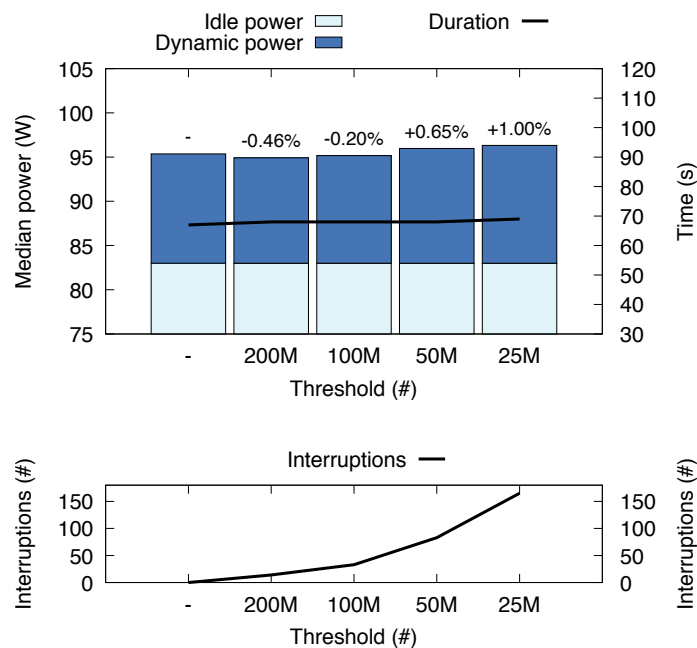 Idle power
Dynamic power
Duration
105
100
95
90
85
80
75
Median power (W)
-
-0.46%
-0.20%
+0.65%
+1.00%
120
110
100
90
80
70
60
50
40
30
Time (s)
- 200M 100M 50M 25M
Threshold (#)
Interruptions
150
100
50
0
Interruptions (#)
150
100
50
0
Interruptions (#)
- 200M 100M 50M 25M
Threshold (#)